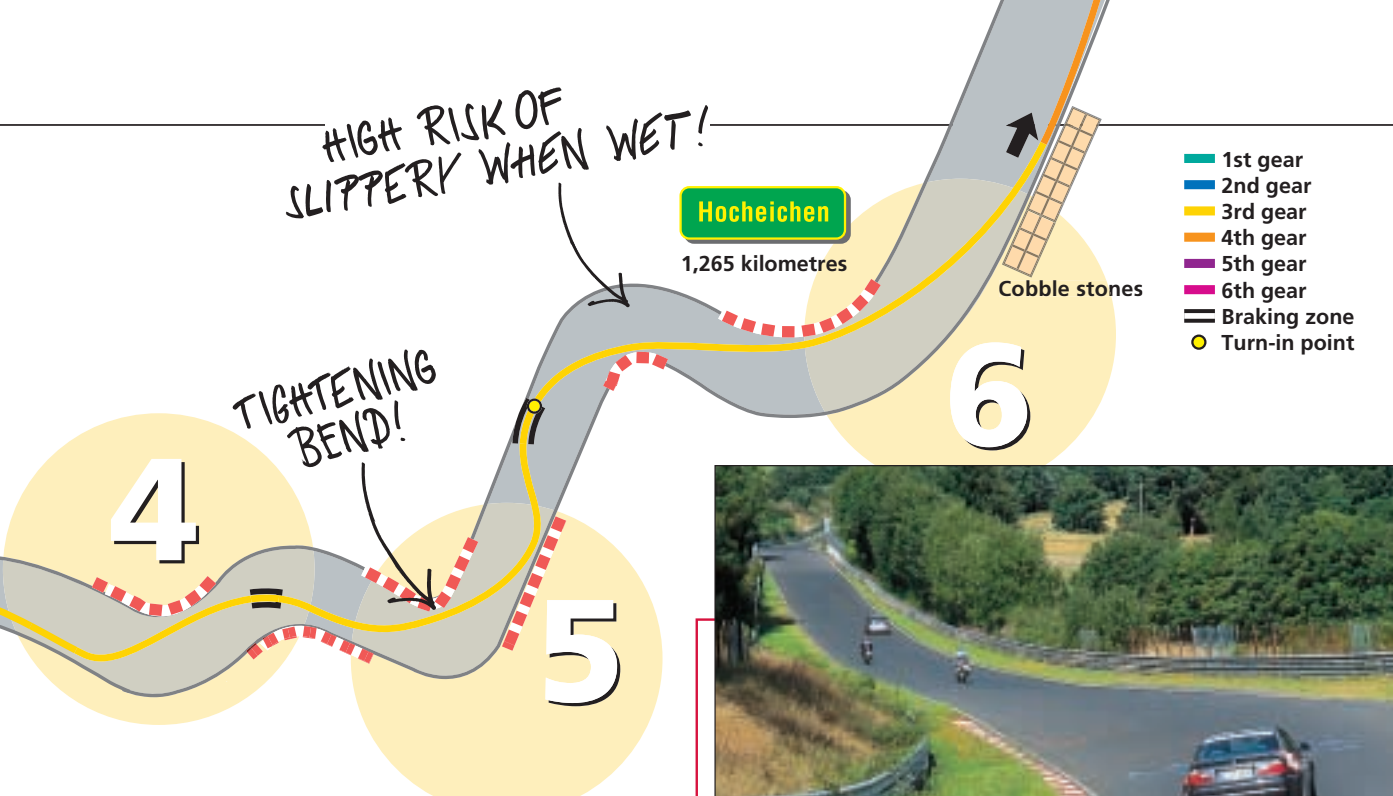 HIGH RISK OF
SLIPPERY WHEN WET!
Hocheichen
1,265 kilometres
1st gear
2nd gear
3rd gear
4th gear
5th gear
6th gear
Braking zone
Turn-in point
Cobble stones
TIGHTENING
BEND!
6
4
5